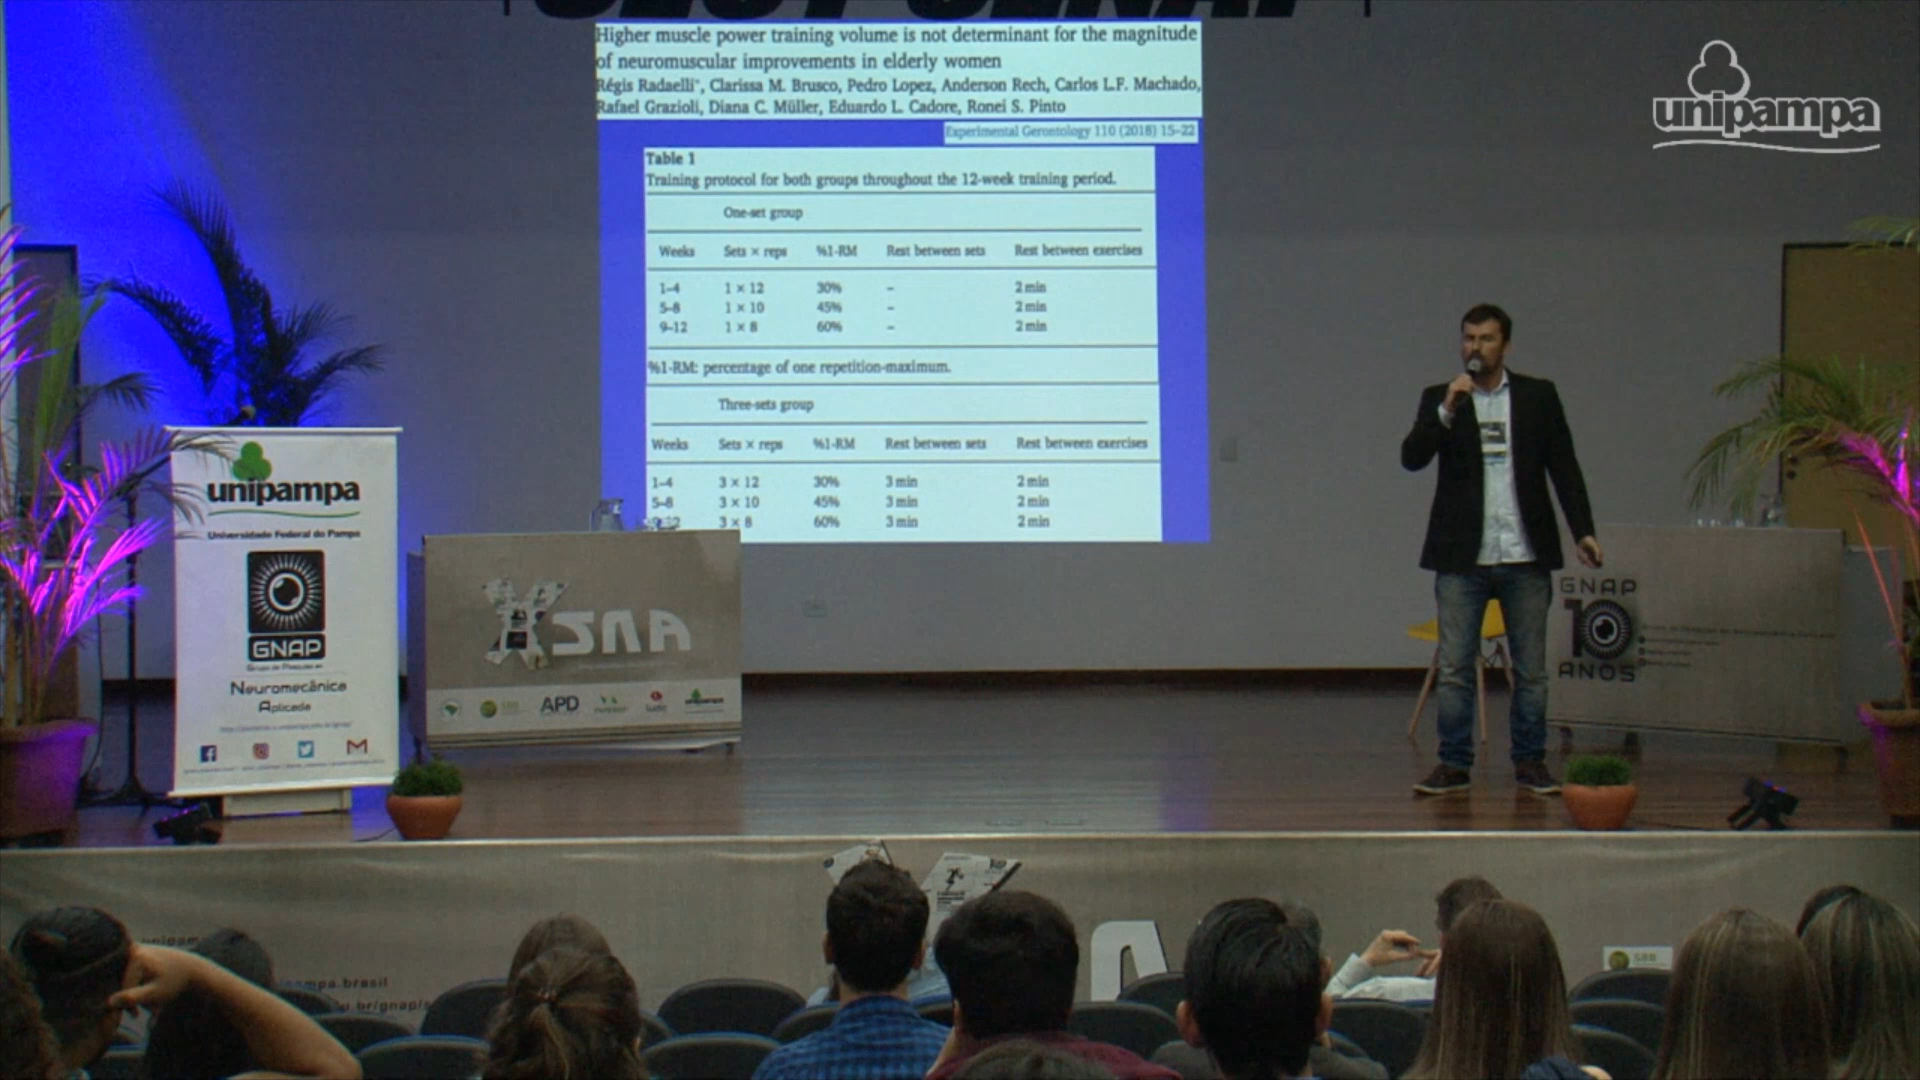 Higher muscle power training volume is not determinant for the magnitude
of neuromuscular improvements in elderly women
Régis Radaelli*, Clarissa M. Brusco, Pedro Lopez, Anderson Rech, Carlos L.F. Machado,
Rafael Grazioli, Diana C. Müller, Eduardo L. Cadore, Ronei S. Pinto
Experimental Gerontology 110 (2018) 15–22
Table 1
Training protocol for both groups throughout the 12-week training period.
One-set group
Weeks Sets × reps %1-RM Rest between sets Rest between exercises
1–4 1 × 12 30% – 2 min
5–8 1 × 10 45% – 2 min
9–12 1 × 8 60% – 2 min
%1-RM: percentage of one repetition-maximum.
Three-sets group
Weeks Sets × reps %1-RM Rest between sets Rest between exercises
1–4 3 × 12 30% 3 min 2 min
5–8 3 × 10 45% 3 min 2 min
3 × 8 60% 3 min 2 min
unipampa
unipampa
Universidade Federal do Pampa
GNAP
Grupo de Pesquisa em
Neuromecânica
Aplicada
XSNA
APD
unipampa
GNAP
10
ANOS